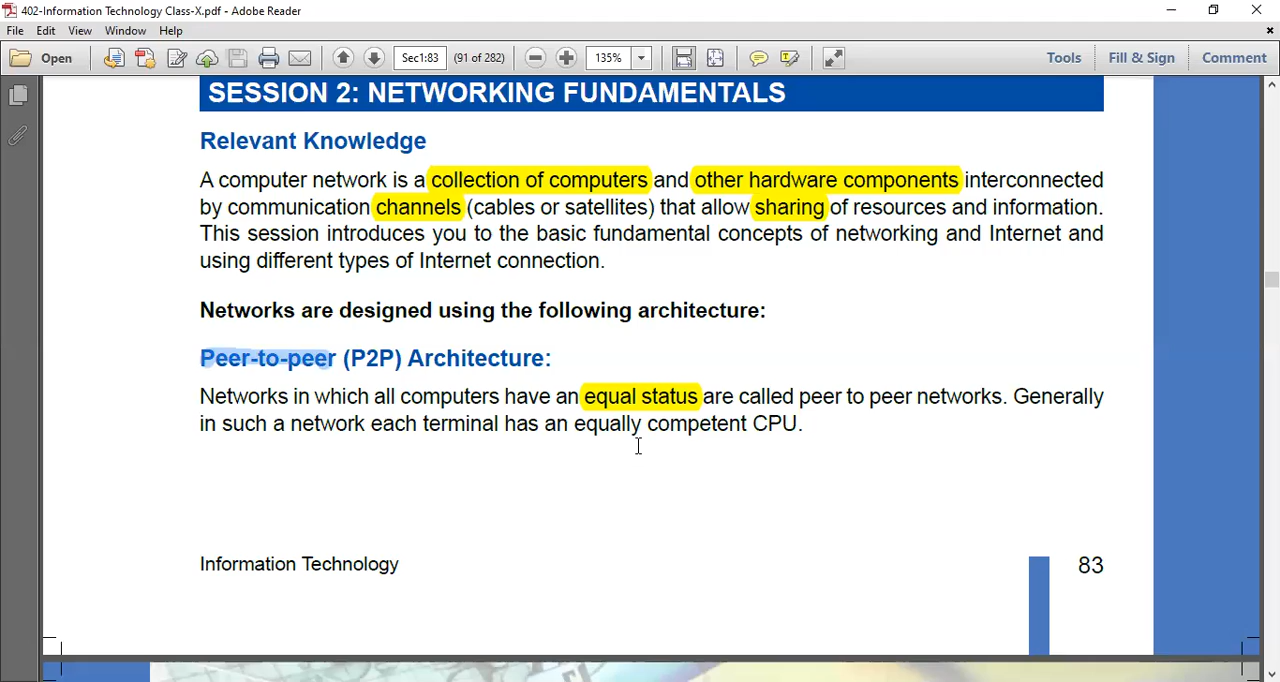 402-Information Technology Class-X.pdf - Adobe Reader
File Edit View Window Help
Open Sec1:83 (91 of 282) 135% Tools Fill & Sign Comment
SESSION 2: NETWORKING FUNDAMENTALS
Relevant Knowledge
A computer network is a collection of computers and other hardware components interconnected
by communication channels (cables or satellites) that allow sharing of resources and information.
This session introduces you to the basic fundamental concepts of networking and Internet and
using different types of Internet connection.
Networks are designed using the following architecture:
Peer-to-peer (P2P) Architecture:
Networks in which all computers have an equal status are called peer to peer networks. Generally
in such a network each terminal has an equally competent CPU.
Information Technology 83